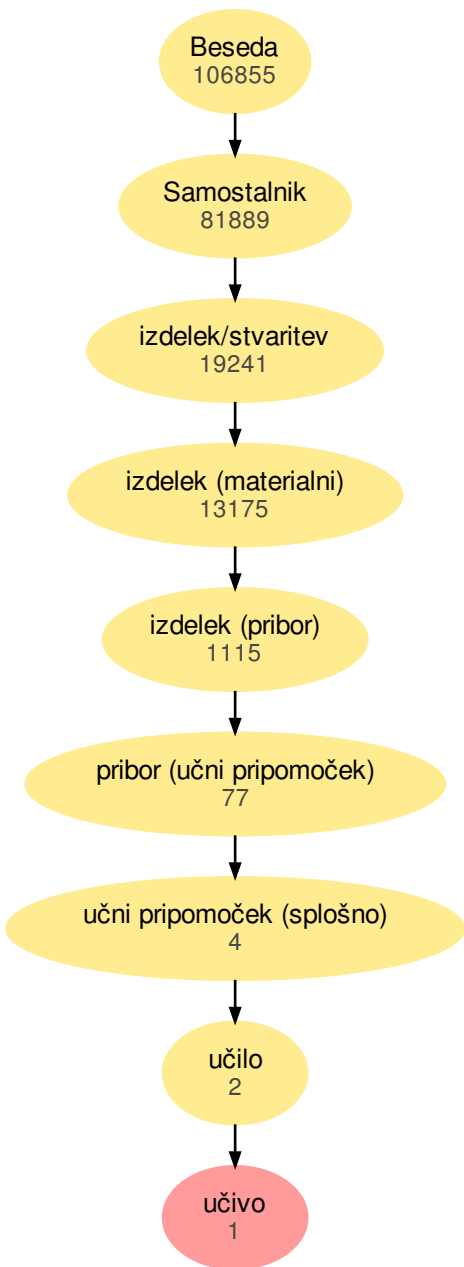 Beseda
106855
Samostalnik
81889
izdelek/stvaritev
19241
izdelek (materialni)
13175
izdelek (pribor)
1115
pribor (učni pripomoček)
77
učni pripomoček (splošno)
4
učilo
2
učivo
1